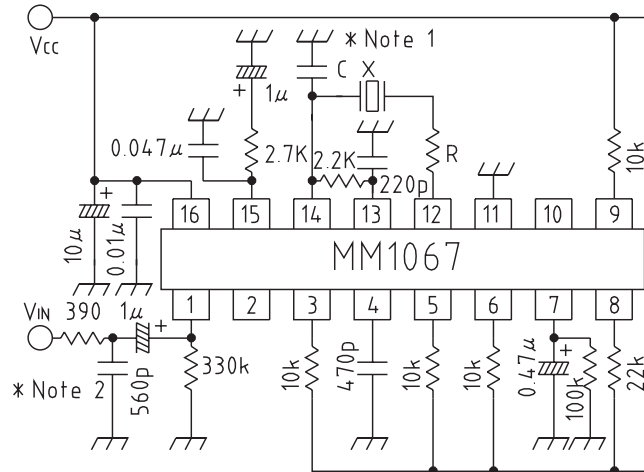 Vcc
* Note 1
C X
1µ
0.047µ
2.7K
2.2K
220p
R
10k
10µ
0.01µ
16 15 14 13 12 11 10 9
MM1067
1 2 3 4 5 6 7 8
VIN 390 1µ
* Note 2
560p
330k
10k
470p
10k
10k
0.47µ
100k
22k